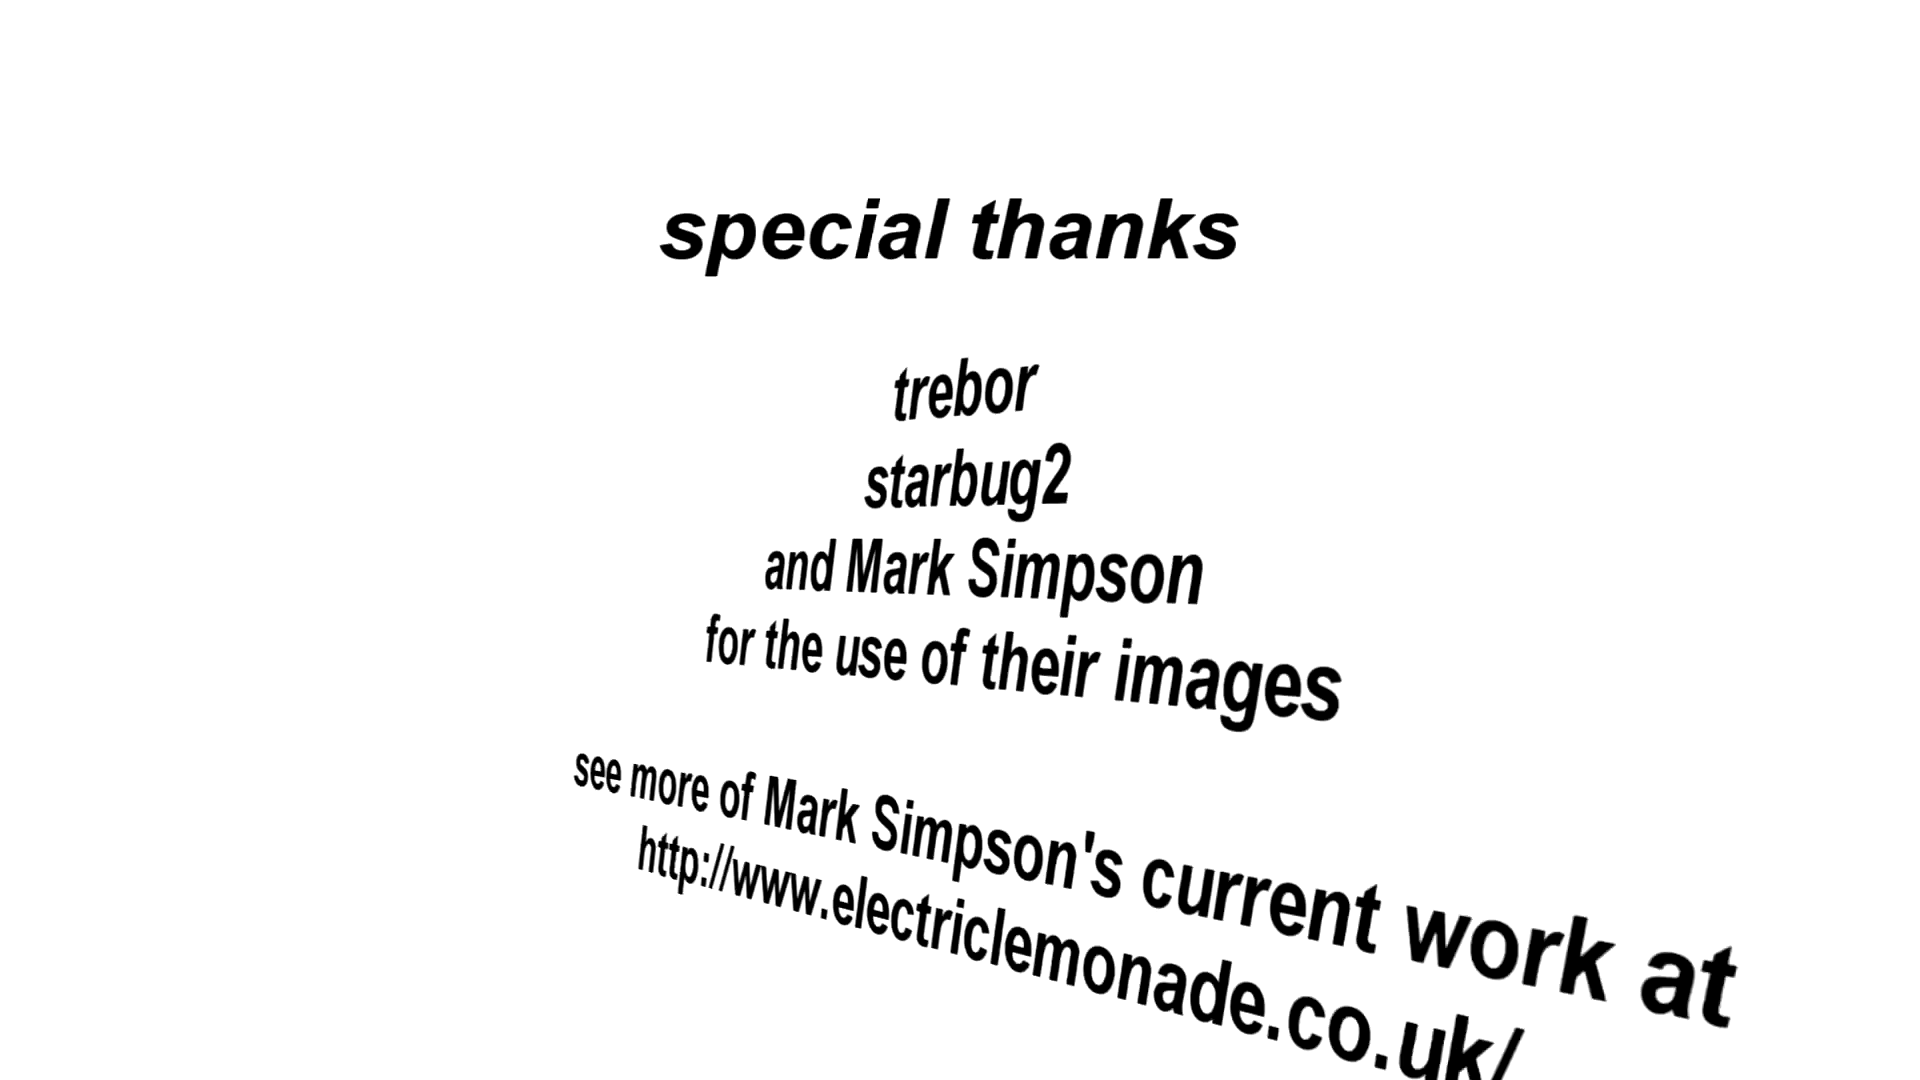 special thanks
trebor
starbug2
and Mark Simpson
for the use of their images
see more of Mark Simpson's current work at
http://www.electriclemonade.co.uk/